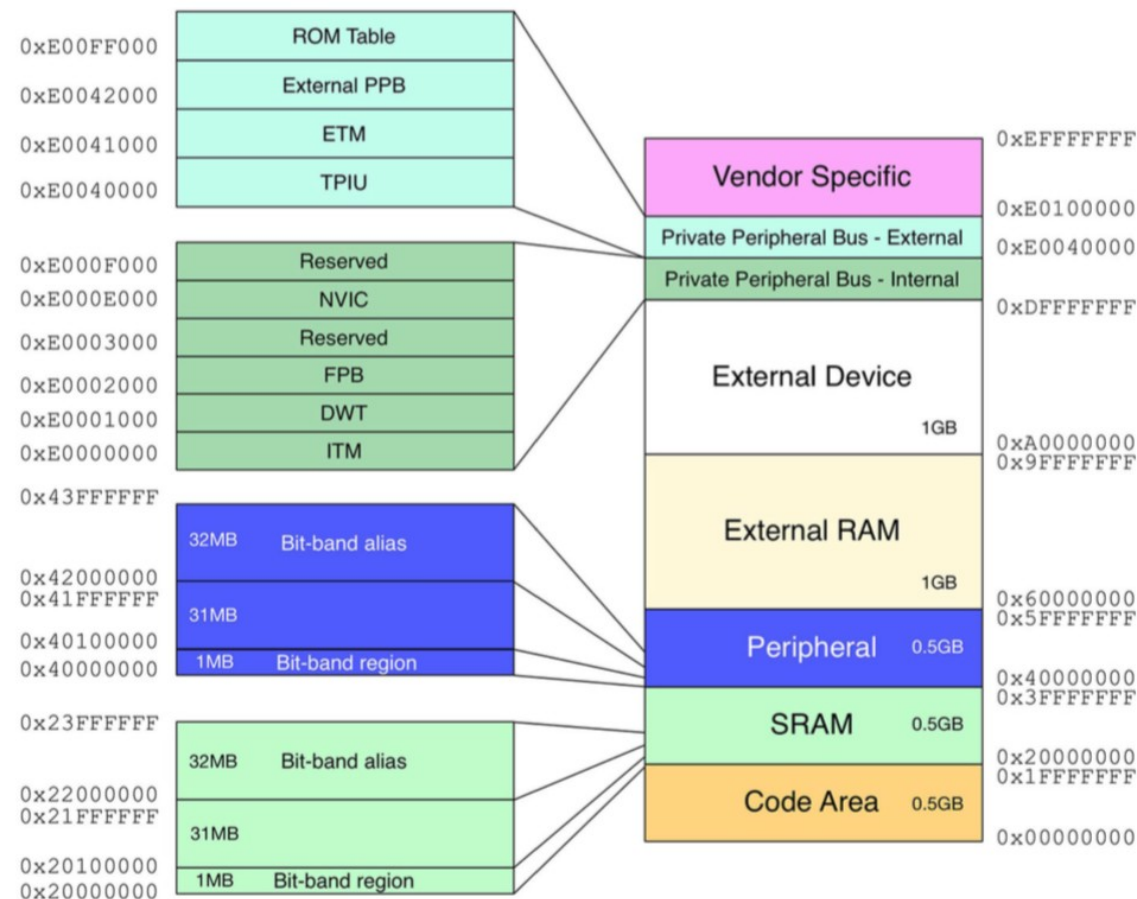 0xE00FF000
ROM Table
0xE0042000
External PPB
0xE0041000
ETM
0xE0040000
TPIU
0xE000F000
Reserved
0xE000E000
NVIC
0xE0003000
Reserved
0xE0002000
FPB
0xE0001000
DWT
0xE0000000
ITM
0x43FFFFFF
32MB Bit-band alias
0x42000000
0x41FFFFFF
31MB
0x40100000
0x40000000
1MB Bit-band region
0x23FFFFFF
32MB Bit-band alias
0x22000000
0x21FFFFFF
31MB
0x20100000
1MB Bit-band region
0x20000000
0xEFFFFFFF
Vendor Specific
0xE0100000
Private Peripheral Bus - External
0xE0040000
Private Peripheral Bus - Internal
0xDFFFFFFF
External Device
1GB
0xA0000000
0x9FFFFFFF
External RAM
1GB
0x60000000
0x5FFFFFFF
Peripheral 0.5GB
0x40000000
0x3FFFFFFF
SRAM 0.5GB
0x20000000
0x1FFFFFFF
Code Area 0.5GB
0x00000000